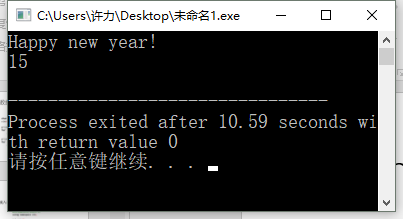 C:\Users\许力\Desktop\未命名1.exe
Happy new year!
15
--------------------------------
Process exited after 10.59 seconds wi
th return value 0
请按任意键继续. . .